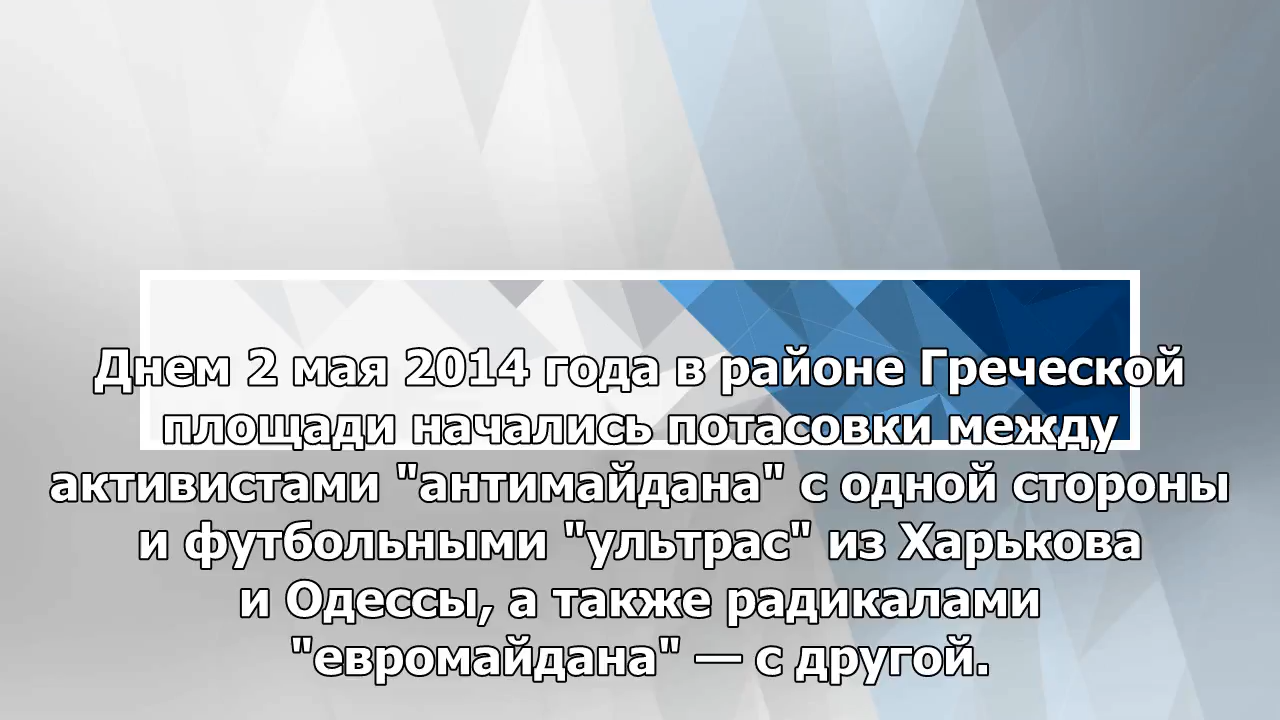 Днем 2 мая 2014 года в районе Греческой
площади начались потасовки между
активистами "антимайдана" с одной стороны
и футбольными "ультрас" из Харькова
и Одессы, а также радикалами
"евромайдана" — с другой.